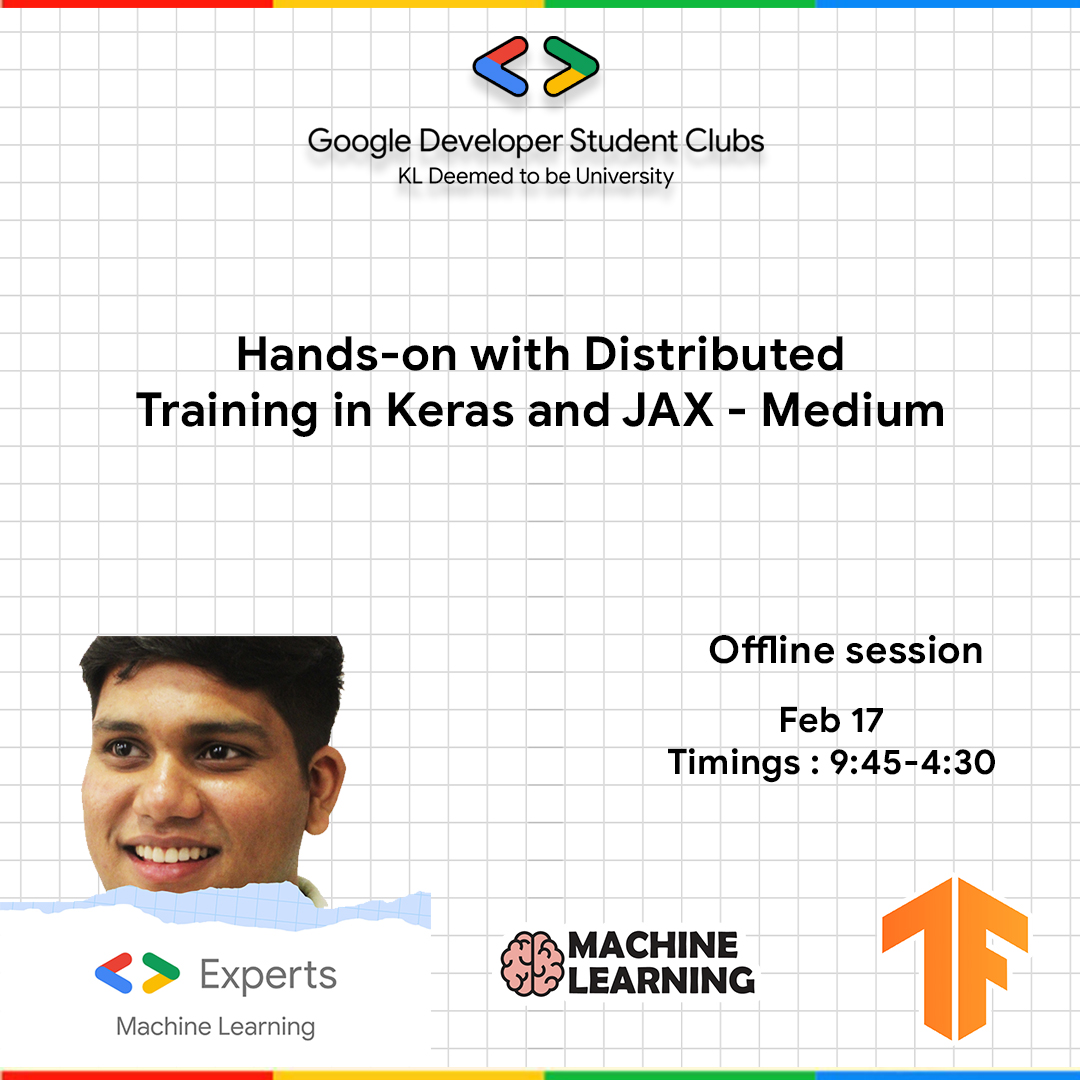 Google Developer Student Clubs
KL Deemed to be University
Hands-on with Distributed
Training in Keras and JAX - Medium
Offline session
Feb 17
Timings : 9:45-4:30
Experts
Machine Learning
MACHINE
LEARNING